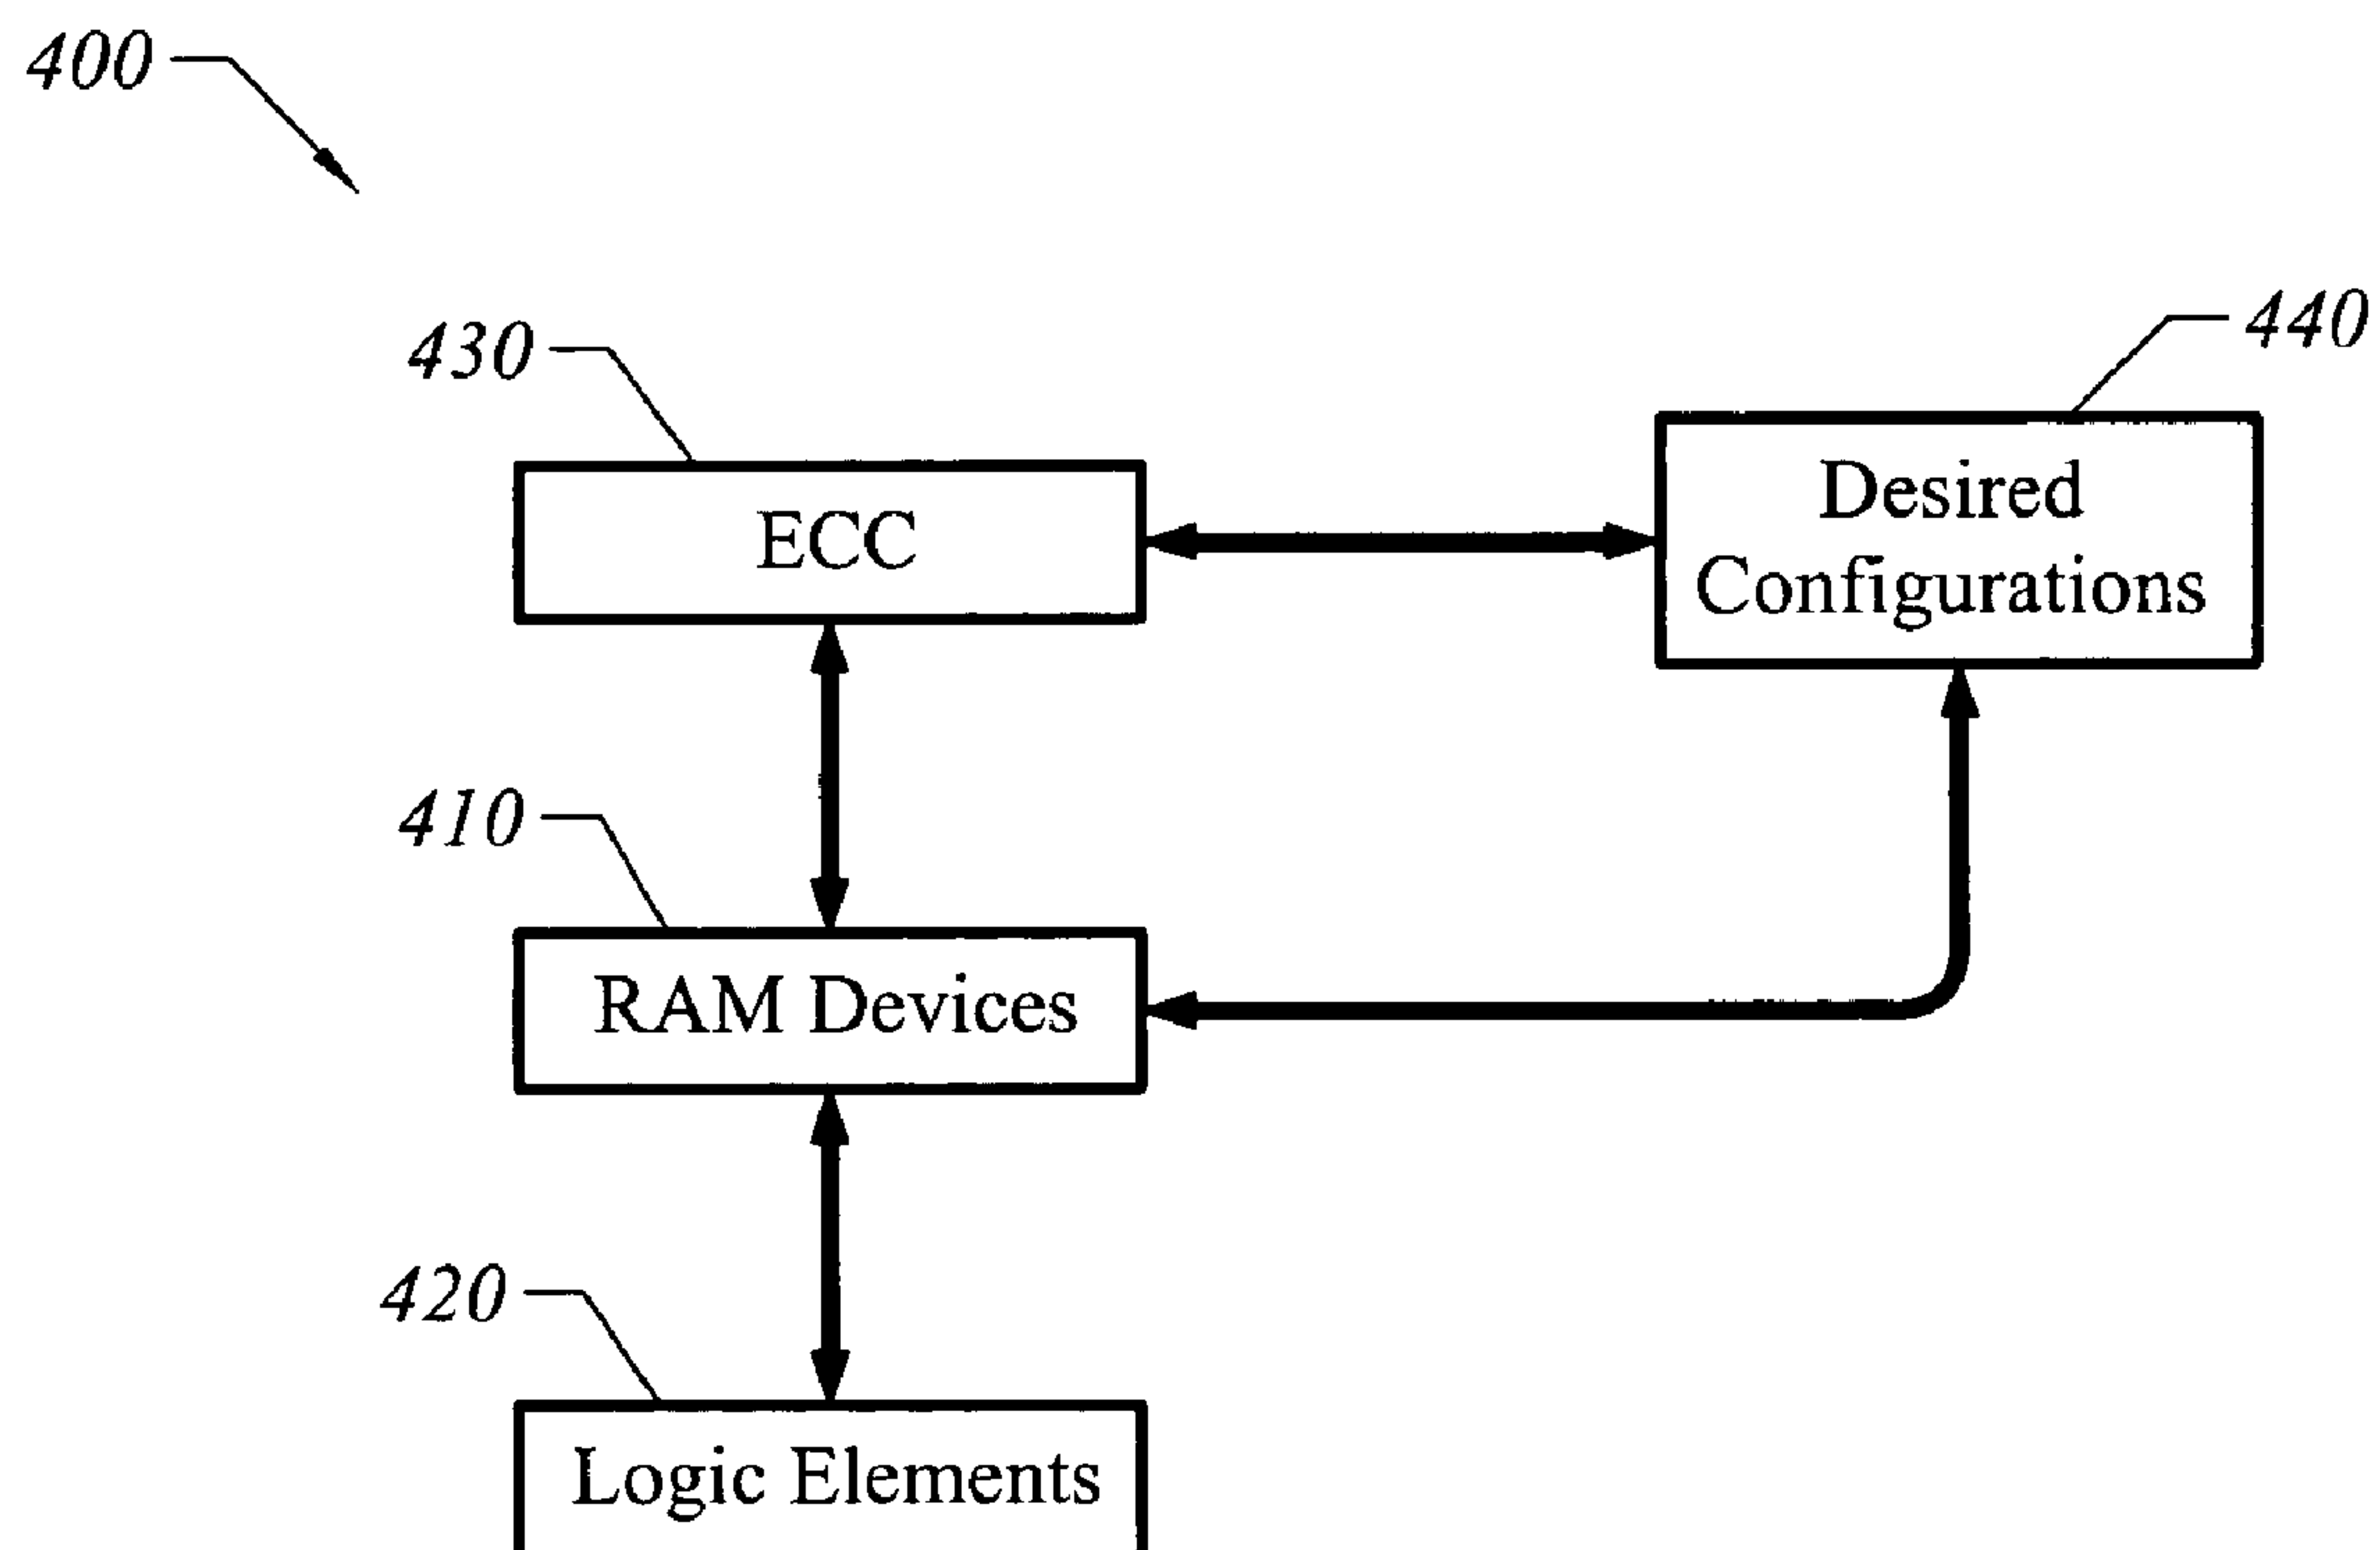 400
440
430
Desired
Configurations
ECC
410
RAM Devices
420
Logic Elements